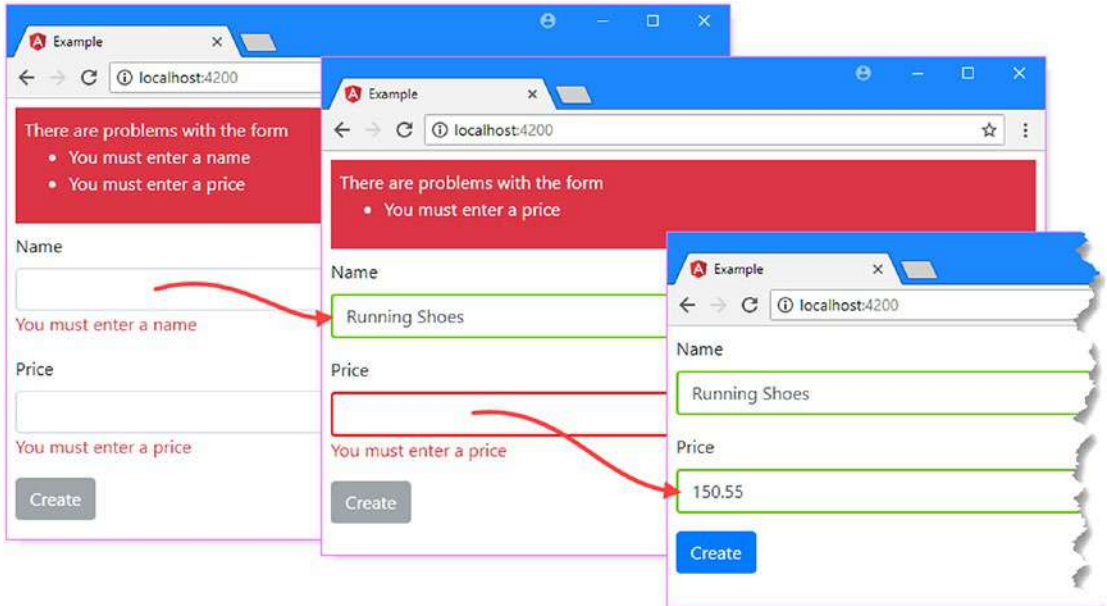 Example
localhost:4200
There are problems with the form
• You must enter a name
• You must enter a price
Name
You must enter a name
Price
You must enter a price
Create
Example
localhost:4200
There are problems with the form
• You must enter a price
Name
Running Shoes
Price
You must enter a price
Create
Example
localhost:4200
Name
Running Shoes
Price
150.55
Create